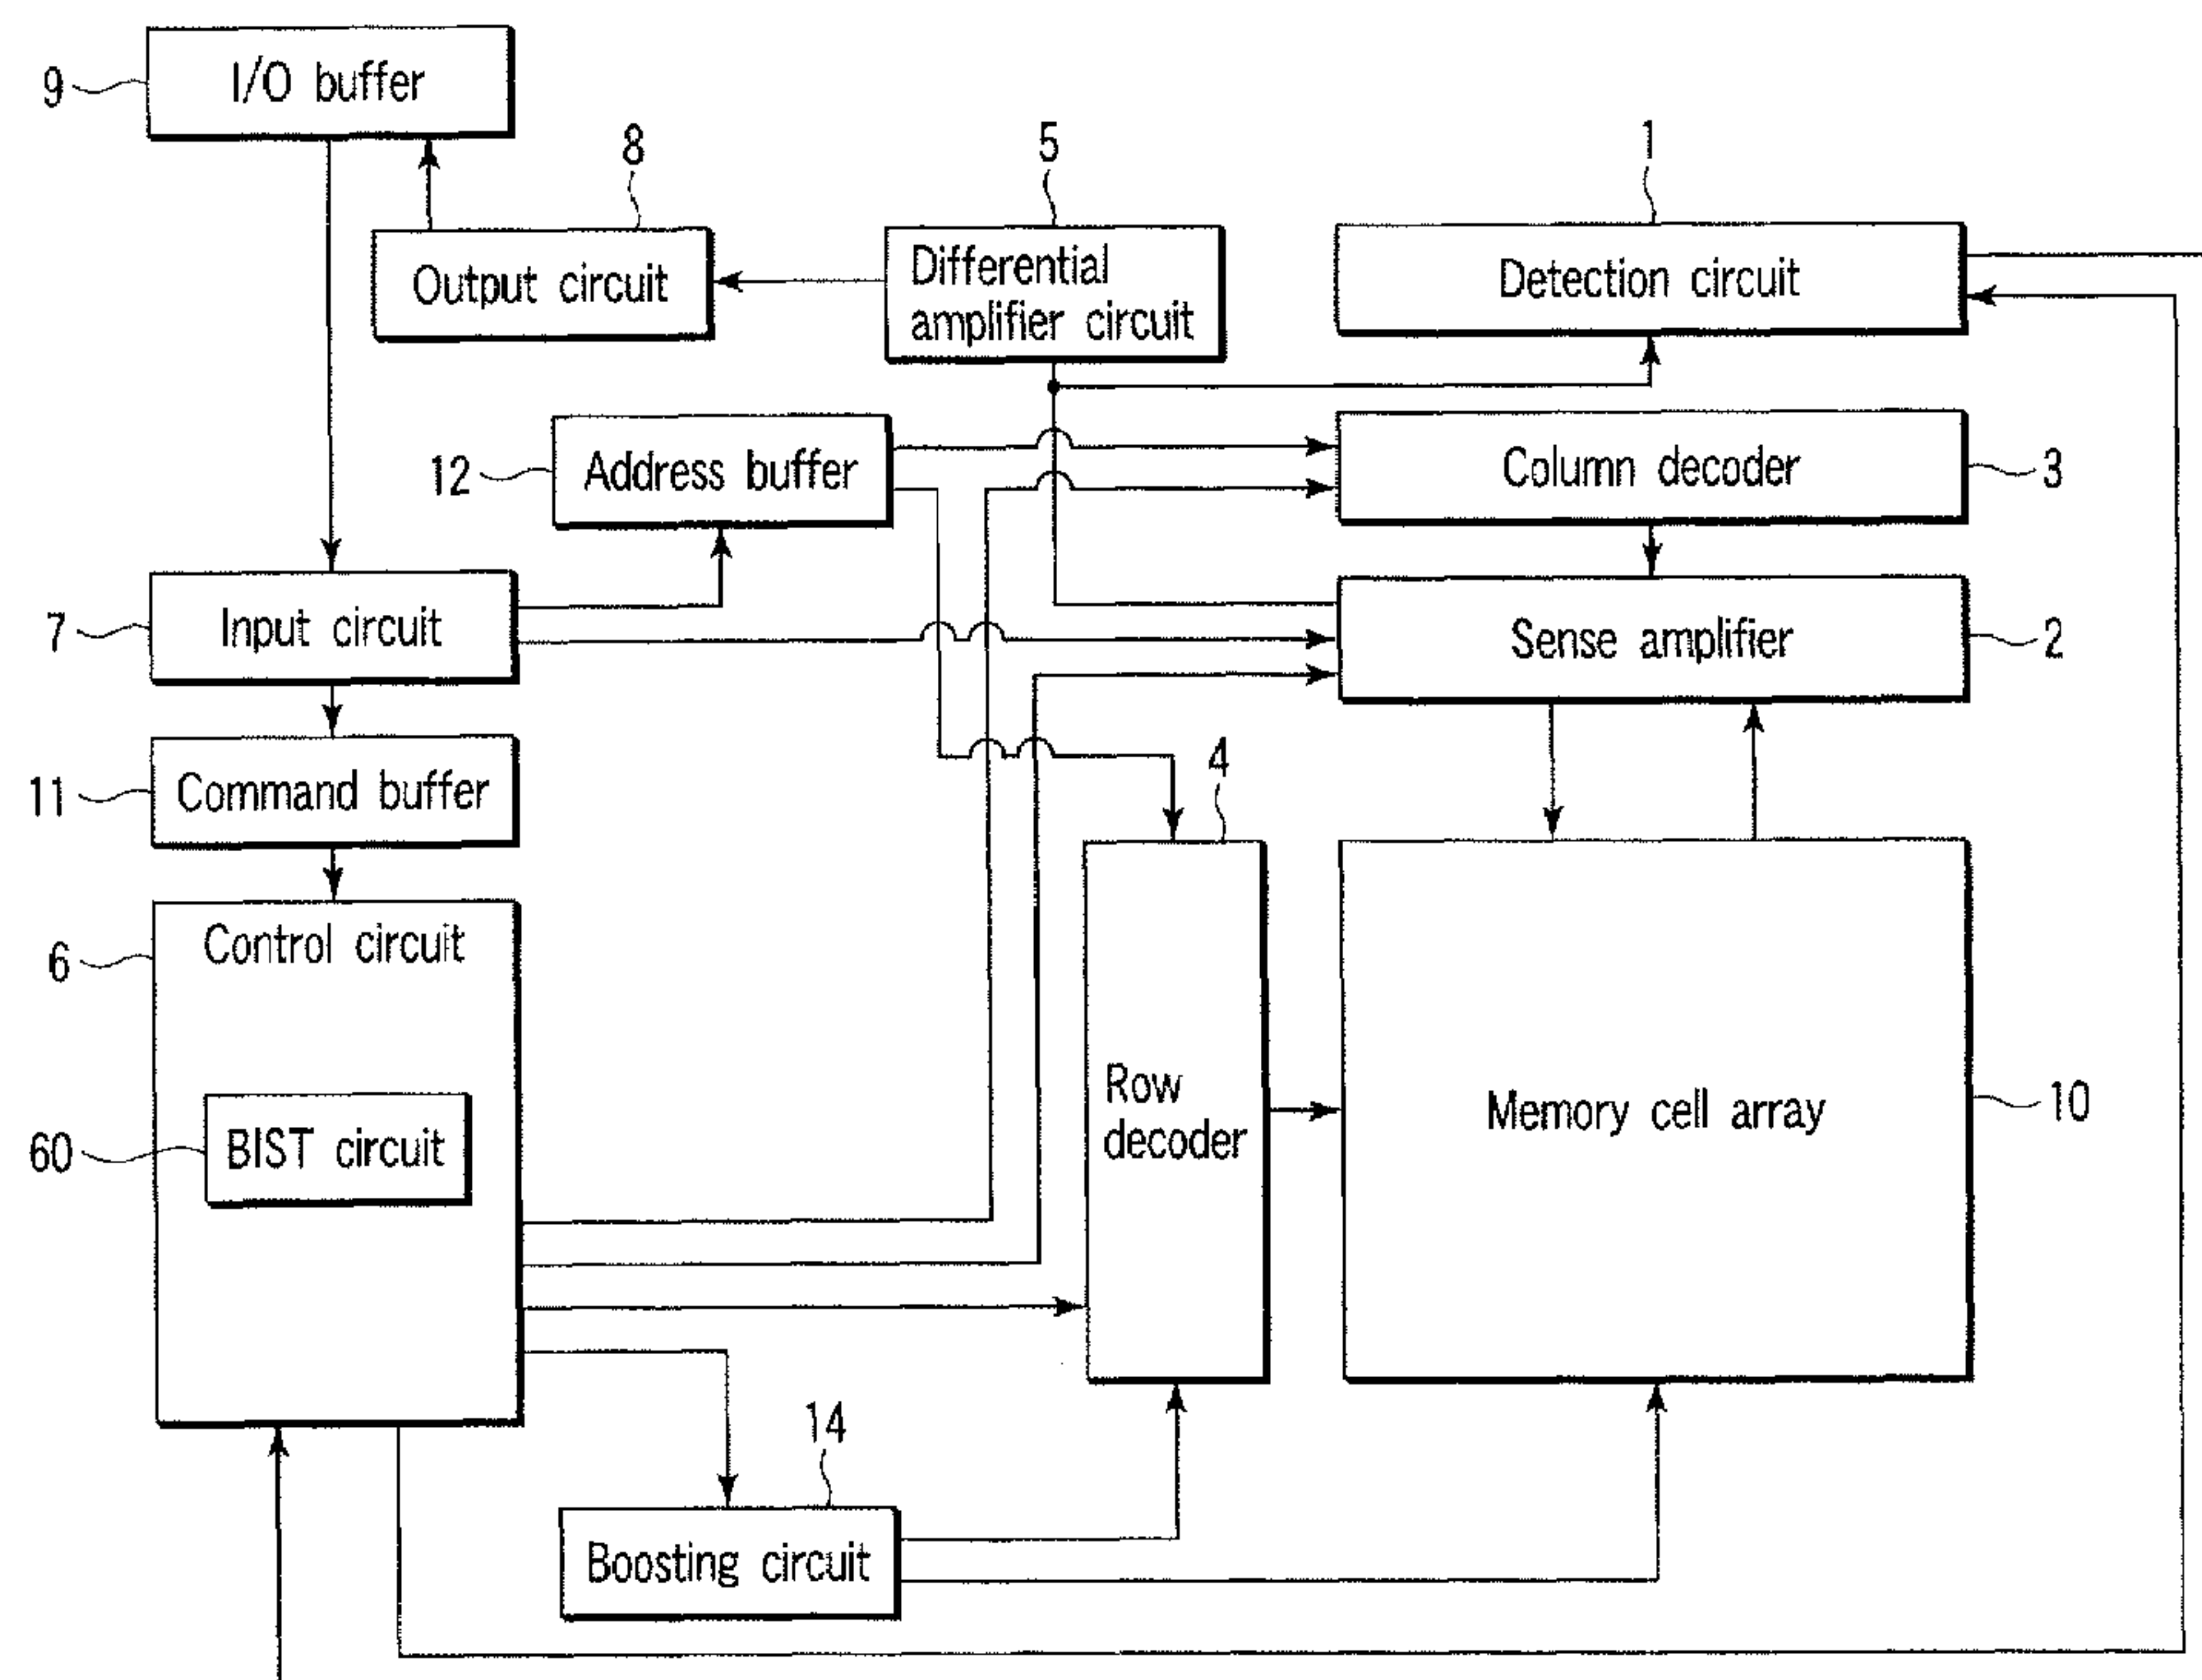 9
I/O buffer
8
5
1
Output circuit
Differential
amplifier circuit
Detection circuit
12
Address buffer
Column decoder
3
7
Input circuit
Sense amplifier
2
11
Command buffer
4
6
Control circuit
Row
decoder
Memory cell array
10
60
BIST circuit
14
Boosting circuit